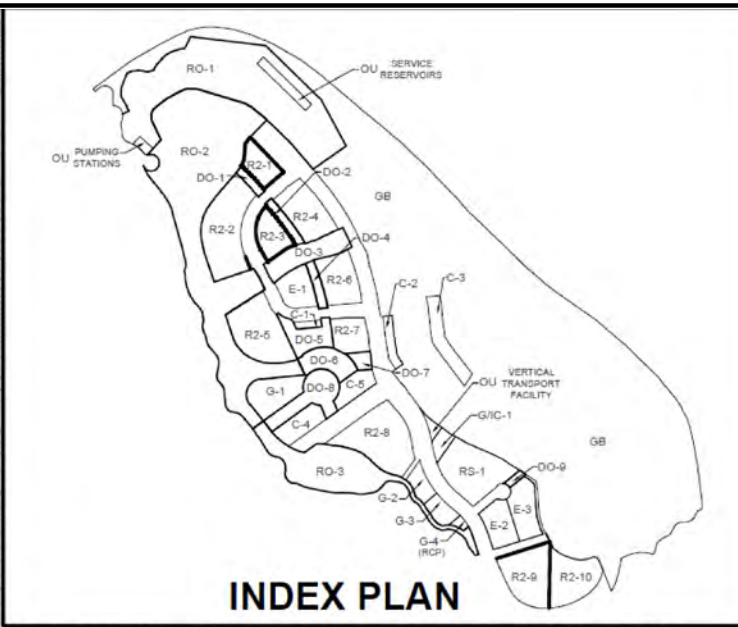 RO-1
OU
SERVICE
RESERVOIRS
OU PUMPING
STATIONS
RO-2
R2-1
DO-1
DO-2
GB
R2-4
R2-2
R2-3
DO-4
DO-3
E-1
R2-6
C-2
C-3
C-1
R2-5
DO-5
R2-7
DO-6
DO-7
OU
VERTICAL
TRANSPORT
FACILITY
G-1
DO-8
C-5
C-4
G/IC-1
R2-8
RO-3
RS-1
GB
DO-9
G-2
G-3
E-3
E-2
G-4
(RCP)
R2-9
R2-10
INDEX PLAN